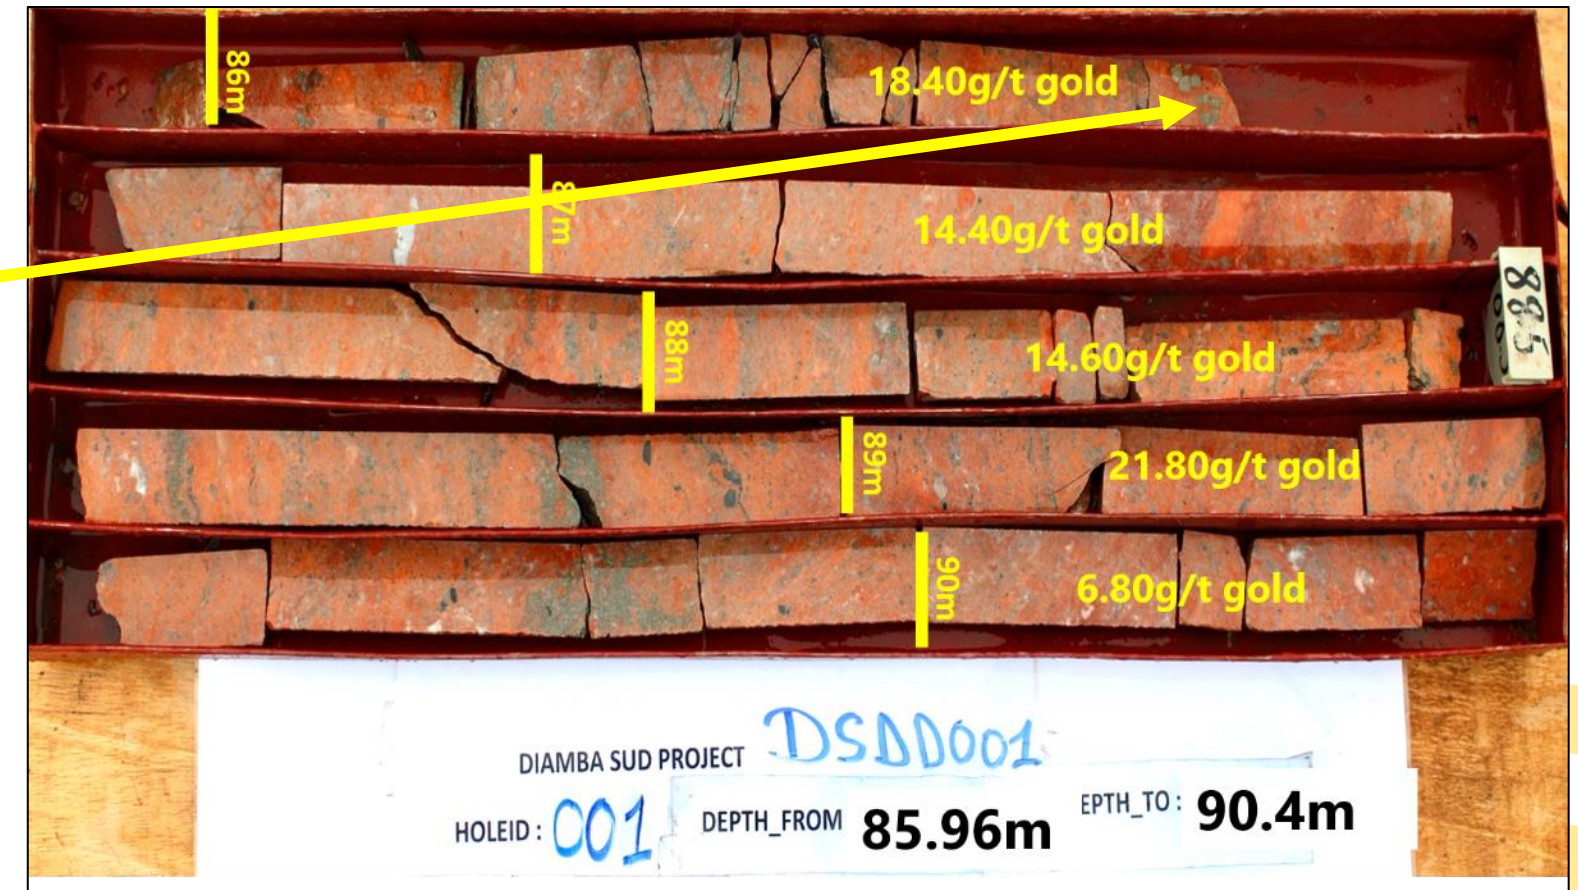 86m
18.40g/t gold
87m
14.40g/t gold
88m
14.60g/t gold
88.5
89m
21.80g/t gold
90m
6.80g/t gold
DIAMBA SUD PROJECT DSDD001
HOLEID : 001 DEPTH_FROM 85.96m EPTH_TO : 90.4m